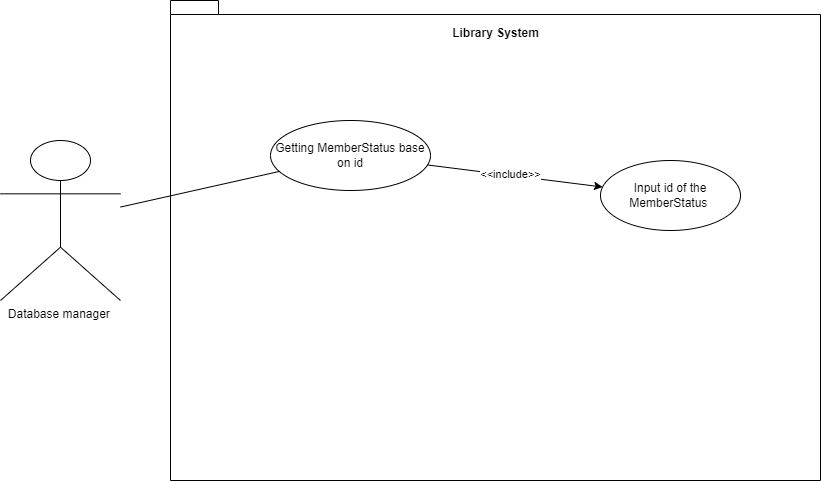 Library System
Getting MemberStatus base
on id
<<include>>
Input id of the
MemberStatus
Database manager